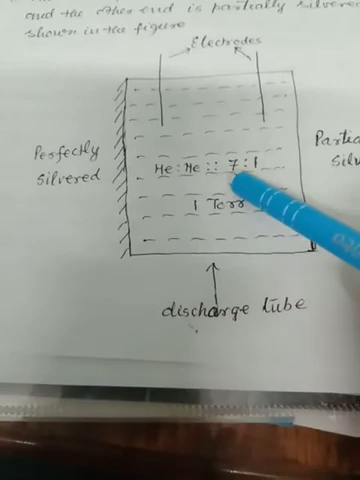 and the other end is partially silvered
shown in the figure
Electrodes
Perfectly
silvered
He : Ne :: 7 : 1
1 Torr
discharge tube